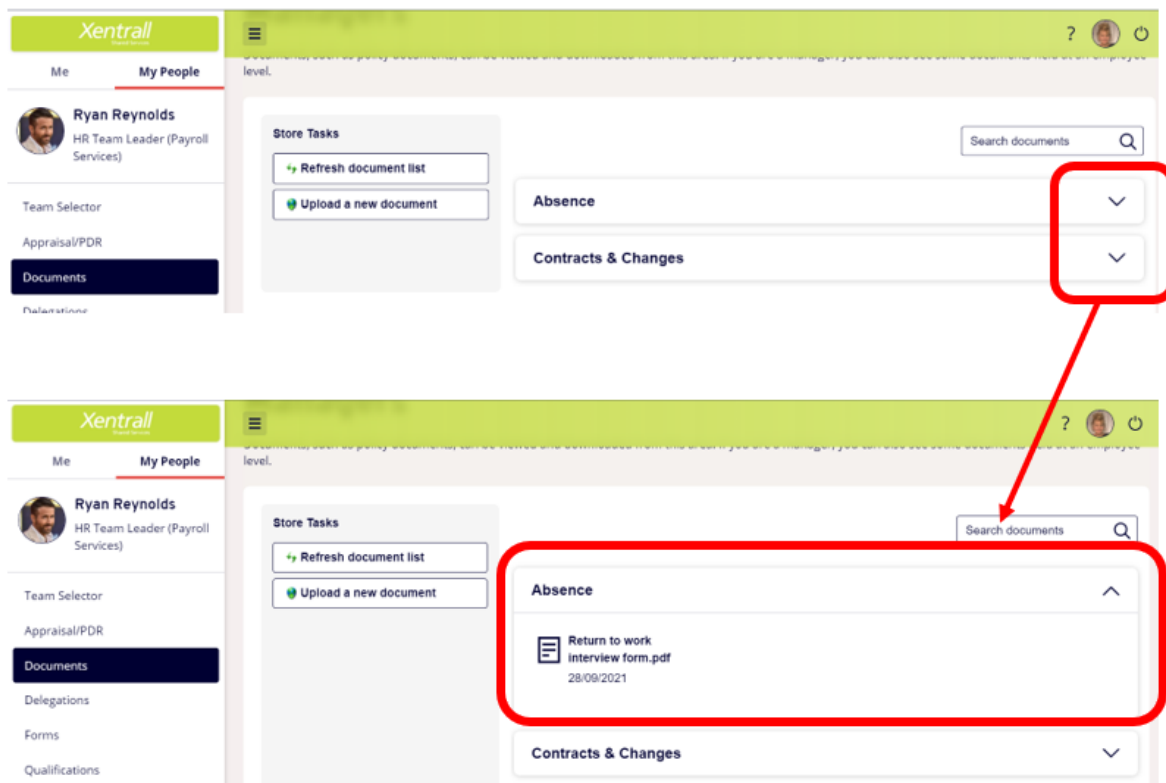 Xentrall
?
Me My People
level.
Ryan Reynolds
HR Team Leader (Payroll
Services)
Store Tasks
Search documents
Refresh document list
Upload a new document
Absence
Contracts & Changes
Team Selector
Appraisal/PDR
Documents
Delegations
Xentrall
?
Me My People
level.
Ryan Reynolds
HR Team Leader (Payroll
Services)
Store Tasks
Search documents
Refresh document list
Upload a new document
Absence
Return to work
interview form.pdf
28/09/2021
Contracts & Changes
Team Selector
Appraisal/PDR
Documents
Delegations
Forms
Qualifications